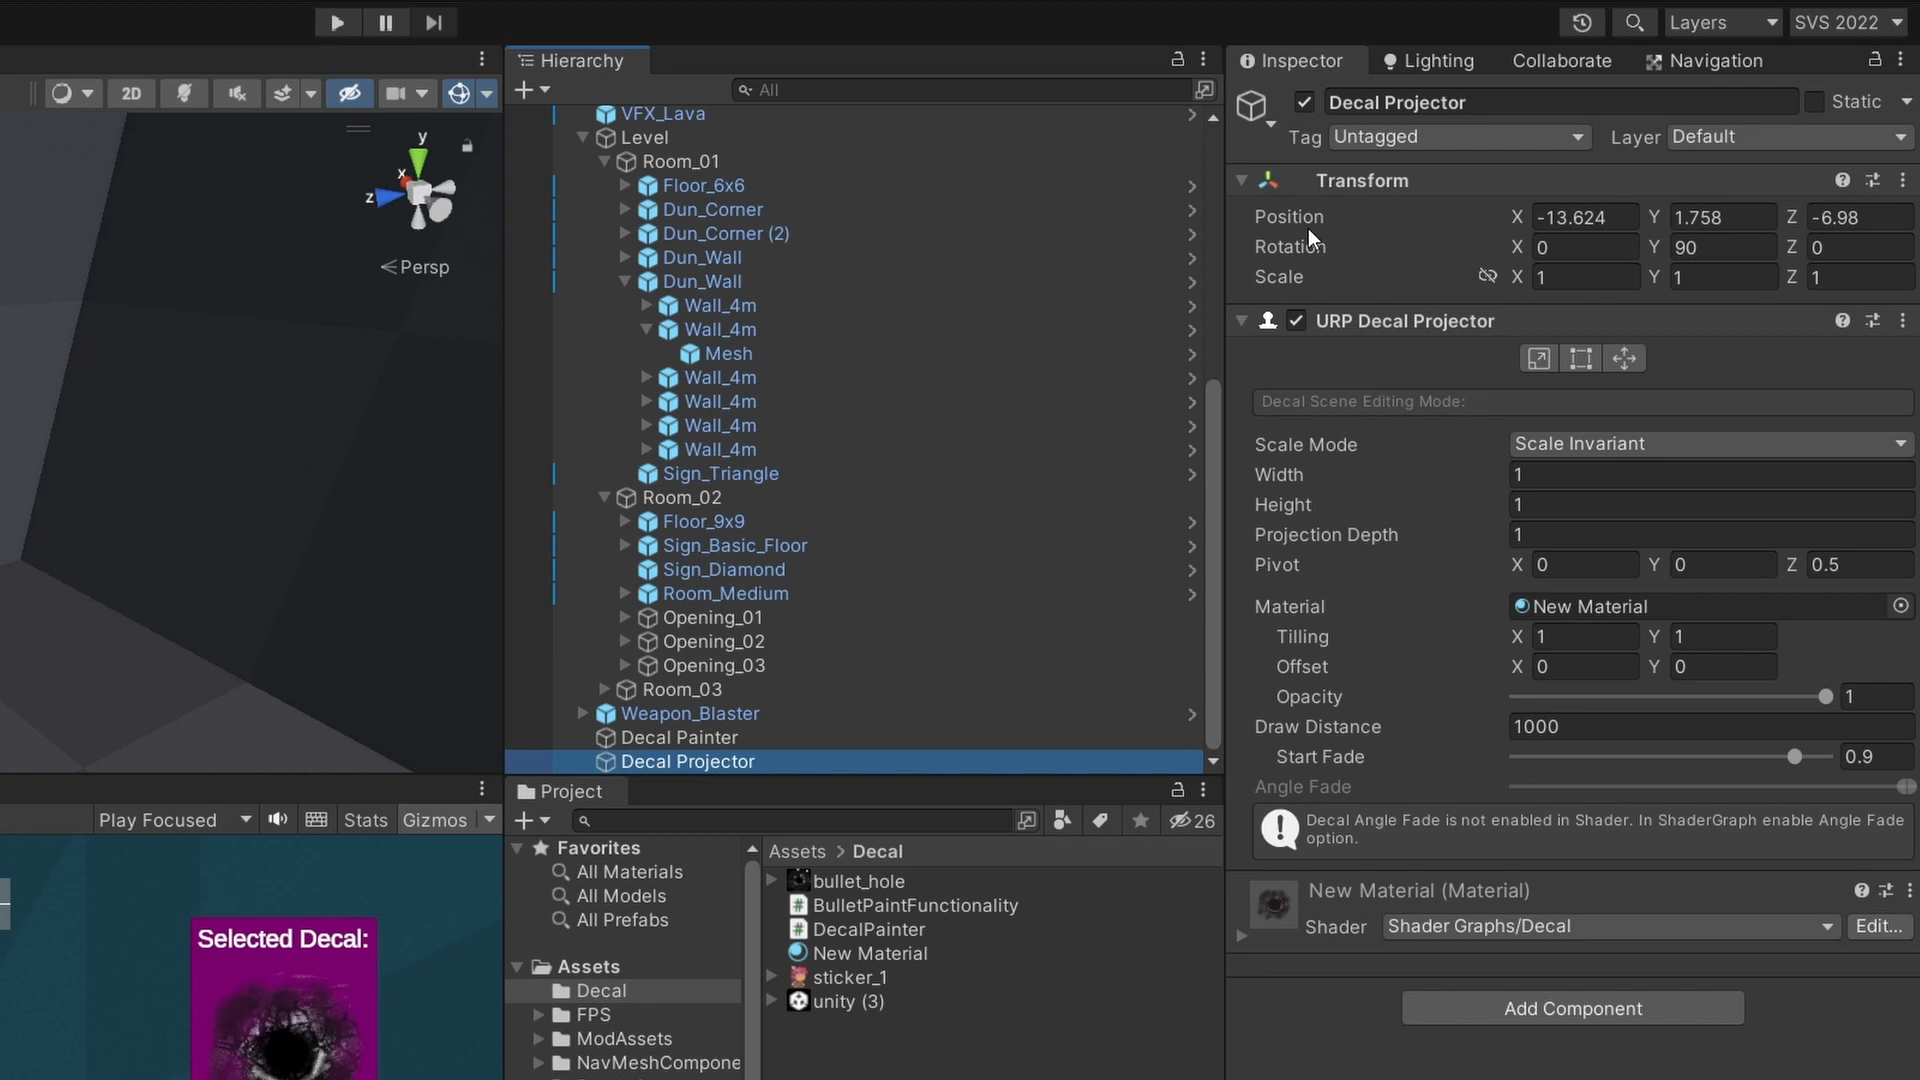 Layers
SVS 2022
2D
y
x
z
Persp
Hierarchy
All
VFX_Lava
Level
Room_01
Floor_6x6
Dun_Corner
Dun_Corner (2)
Dun_Wall
Dun_Wall
Wall_4m
Wall_4m
Mesh
Wall_4m
Wall_4m
Wall_4m
Wall_4m
Sign_Triangle
Room_02
Floor_9x9
Sign_Basic_Floor
Sign_Diamond
Room_Medium
Opening_01
Opening_02
Opening_03
Room_03
Weapon_Blaster
Decal Painter
Decal Projector
Inspector
Lighting
Collaborate
Navigation
Decal Projector
Static
Tag Untagged
Layer Default
Transform
Position X -13.624 Y 1.758 Z -6.98
Rotation X 0 Y 90 Z 0
Scale X 1 Y 1 Z 1
URP Decal Projector
Decal Scene Editing Mode:
Scale Mode Scale Invariant
Width 1
Height 1
Projection Depth 1
Pivot X 0 Y 0 Z 0.5
Material New Material
Tilling X 1 Y 1
Offset X 0 Y 0
Opacity 1
Draw Distance 1000
Start Fade 0.9
Angle Fade
Decal Angle Fade is not enabled in Shader. In ShaderGraph enable Angle Fade
option.
New Material (Material)
Shader Shader Graphs/Decal Edit...
Add Component
Play Focused
Stats
Gizmos
Selected Decal:
Project
26
Favorites
All Materials
All Models
All Prefabs
Assets
Decal
FPS
ModAssets
NavMeshCompone
Assets > Decal
bullet_hole
BulletPaintFunctionality
DecalPainter
New Material
sticker_1
unity (3)